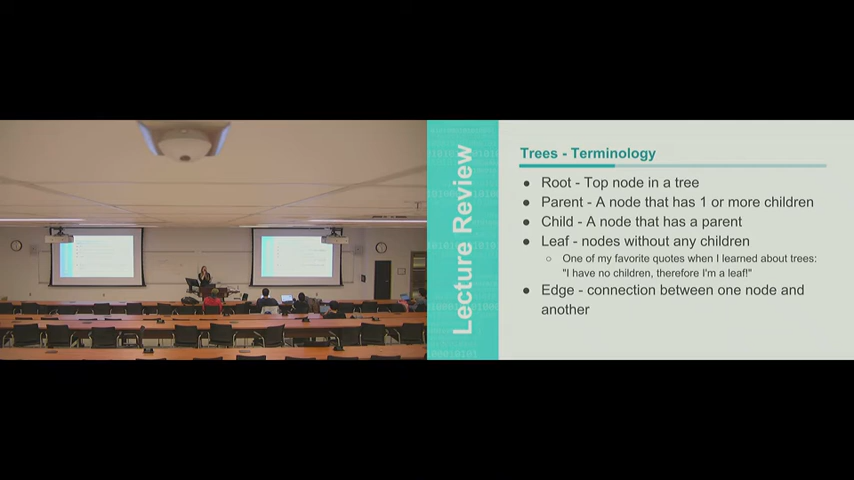 Lecture Review
Trees - Terminology
● Root - Top node in a tree
● Parent - A node that has 1 or more children
● Child - A node that has a parent
● Leaf - nodes without any children
○ One of my favorite quotes when I learned about trees:
"I have no children, therefore I'm a leaf!"
● Edge - connection between one node and
another